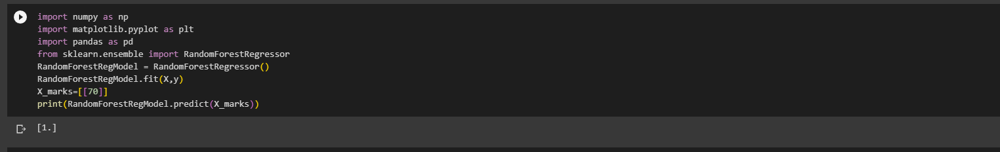 import numpy as np
import matplotlib.pyplot as plt
import pandas as pd
from sklearn.ensemble import RandomForestRegressor
RandomForestRegModel = RandomForestRegressor()
RandomForestRegModel.fit(X,y)
X_marks=[[70]]
print(RandomForestRegModel.predict(X_marks))
[1.]